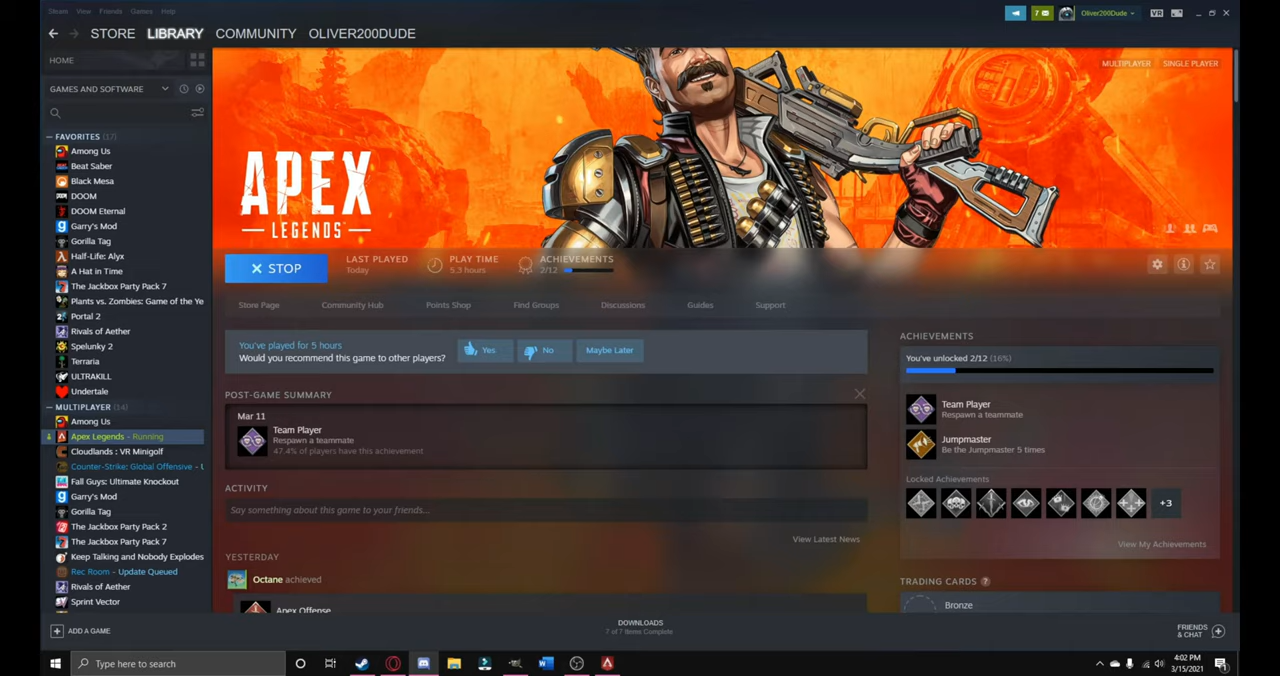 Steam View Friends Games Help
7
Oliver200Dude
VR
STORE LIBRARY COMMUNITY OLIVER200DUDE
HOME
GAMES AND SOFTWARE
FAVORITES (17)
Among Us
Beat Saber
Black Mesa
DOOM
DOOM Eternal
Garry's Mod
Gorilla Tag
Half-Life: Alyx
A Hat in Time
The Jackbox Party Pack 7
Plants vs. Zombies: Game of the Ye
Portal 2
Rivals of Aether
Spelunky 2
Terraria
ULTRAKILL
Undertale
MULTIPLAYER (14)
Among Us
Apex Legends - Running
Cloudlands : VR Minigolf
Counter-Strike: Global Offensive - U
Fall Guys: Ultimate Knockout
Garry's Mod
Gorilla Tag
The Jackbox Party Pack 2
The Jackbox Party Pack 7
Keep Talking and Nobody Explodes
Rec Room - Update Queued
Rivals of Aether
Sprint Vector
ADD A GAME
MULTIPLAYER SINGLE PLAYER
APEX
LEGENDS
STOP
LAST PLAYED
Today
PLAY TIME
5.3 hours
ACHIEVEMENTS
2/12
Store Page Community Hub Points Shop Find Groups Discussions Guides Support
You've played for 5 hours
Would you recommend this game to other players?
Yes No Maybe Later
POST-GAME SUMMARY
Mar 11
Team Player
Respawn a teammate
47.4% of players have this achievement
ACTIVITY
Say something about this game to your friends...
View Latest News
YESTERDAY
Octane achieved
Apex Offense
ACHIEVEMENTS
You've unlocked 2/12 (16%)
Team Player
Respawn a teammate
Jumpmaster
Be the Jumpmaster 5 times
Locked Achievements
+3
View My Achievements
TRADING CARDS ?
Bronze
DOWNLOADS
7 of 7 Items Complete
FRIENDS
& CHAT
Type here to search
4:02 PM
3/15/2021